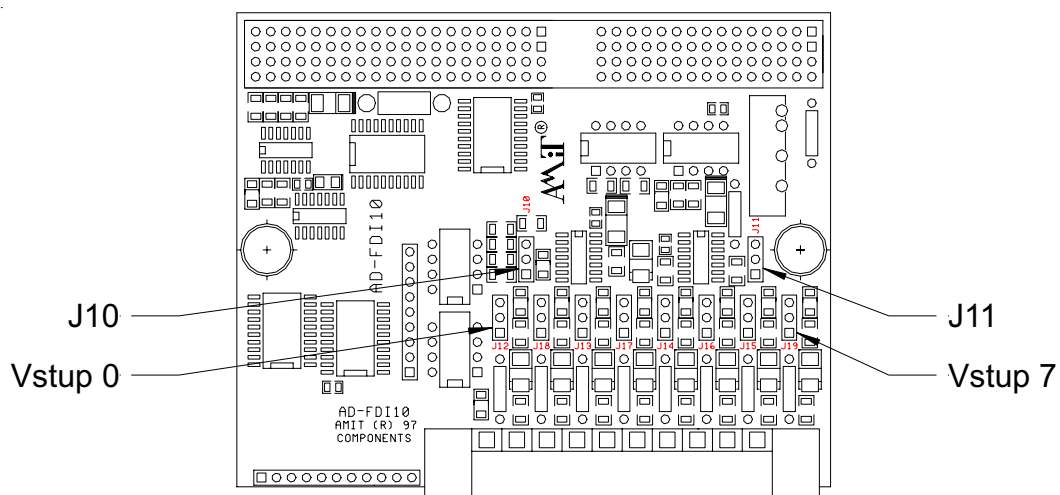 ®
AMiT
J10
J11
AD-FDI10
J10
J11
Vstup 0
Vstup 7
J12
J18
J13
J17
J14
J16
J15
J19
AD-FDI10
AMIT (R) 97
COMPONENTS